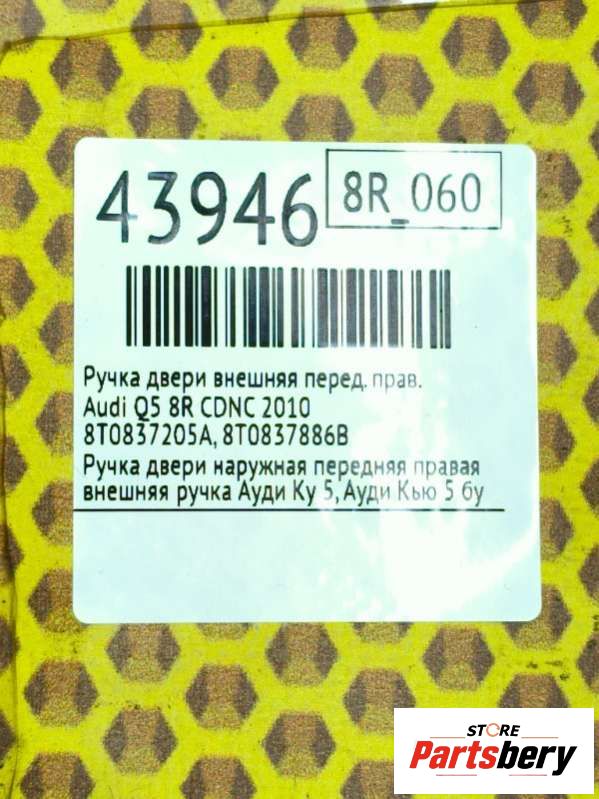 43946
8R_060
Ручка двери внешняя перед. прав.
Audi Q5 8R CDNC 2010
8T0837205A, 8T0837886B
Ручка двери наружная передняя правая
внешняя ручка Ауди Ку 5, Ауди Кью 5 бу
STORE
Partsbery